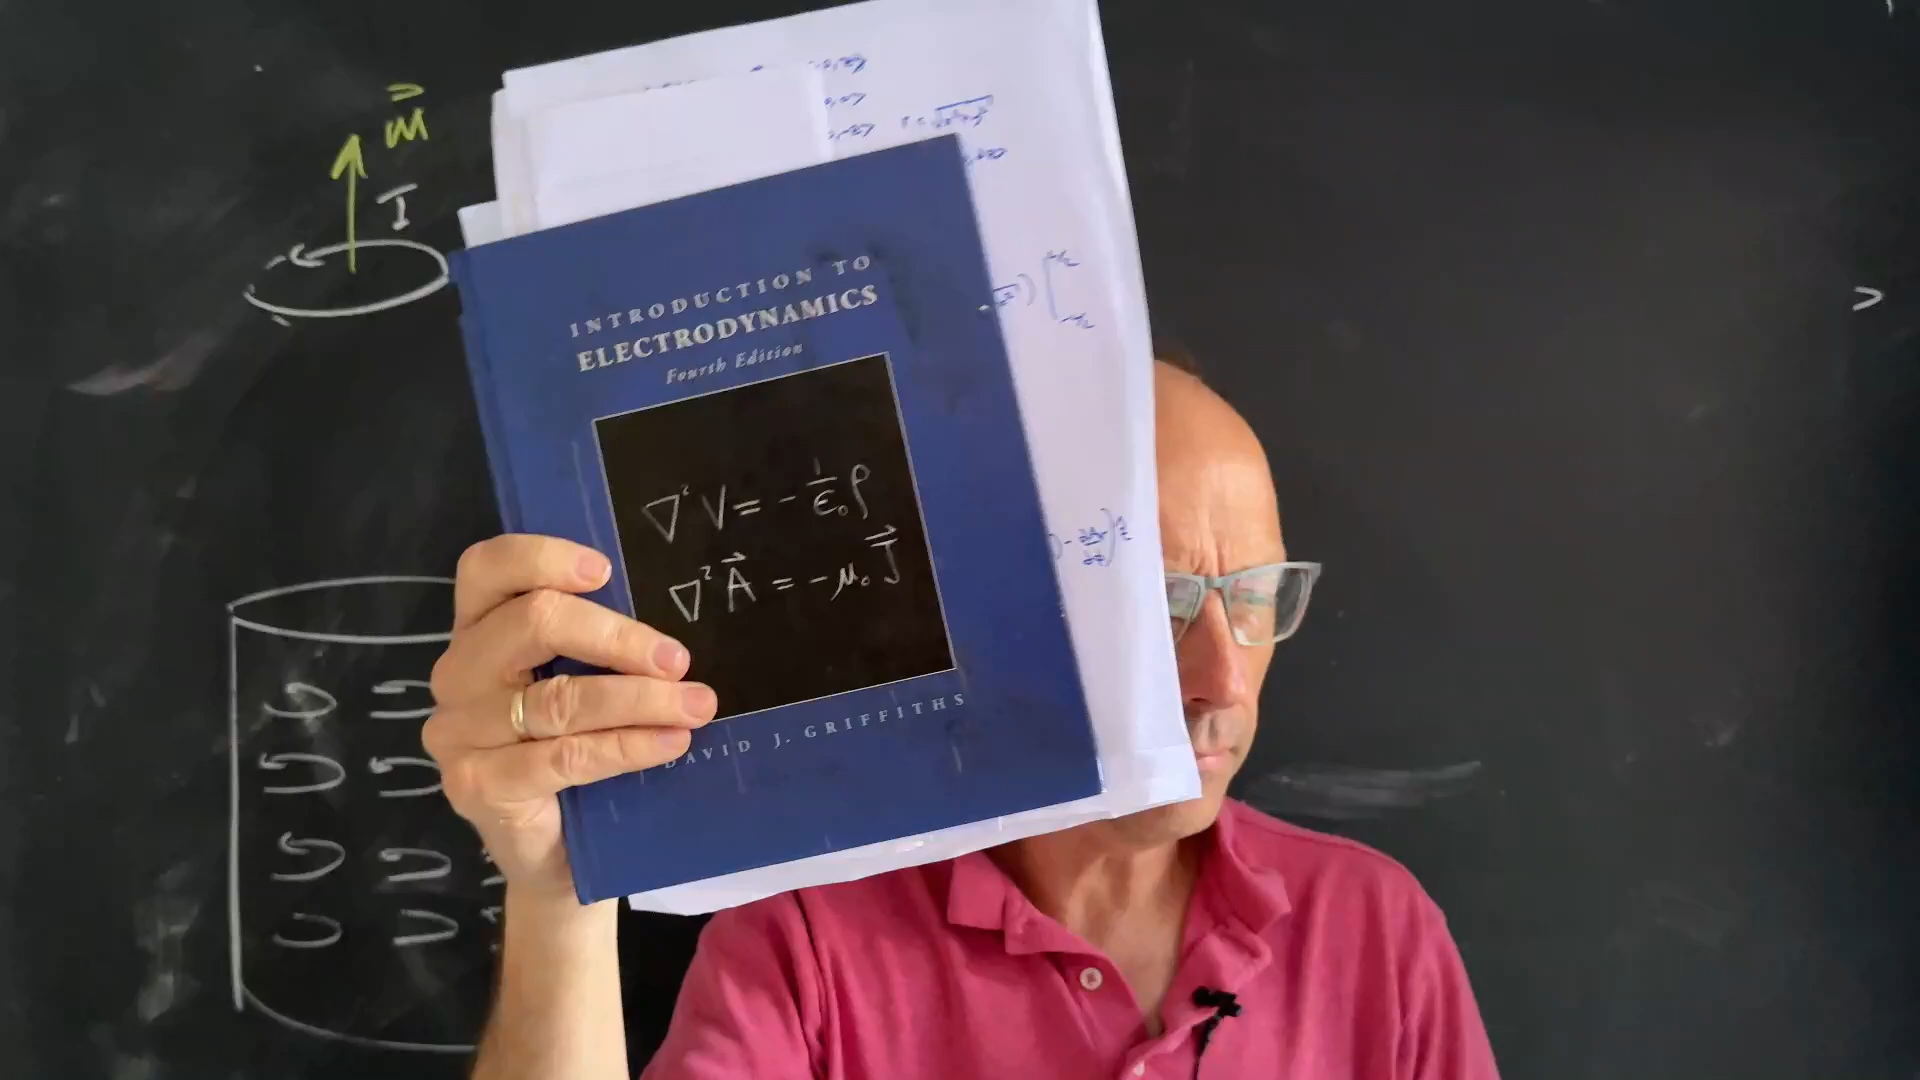 m⃗
I
INTRODUCTION TO
ELECTRODYNAMICS
Fourth Edition
∇²V = -1/ε₀ ρ
∇²A⃗ = -μ₀J⃗
DAVID J. GRIFFITHS